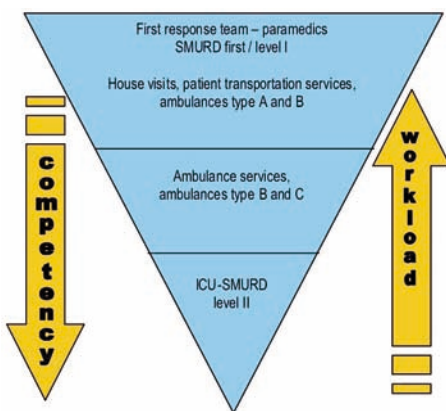 First response team – paramedics
SMURD first / level I
House visits, patient transportation services,
ambulances type A and B
competency
workload
Ambulance services,
ambulances type B and C
ICU-SMURD
level II